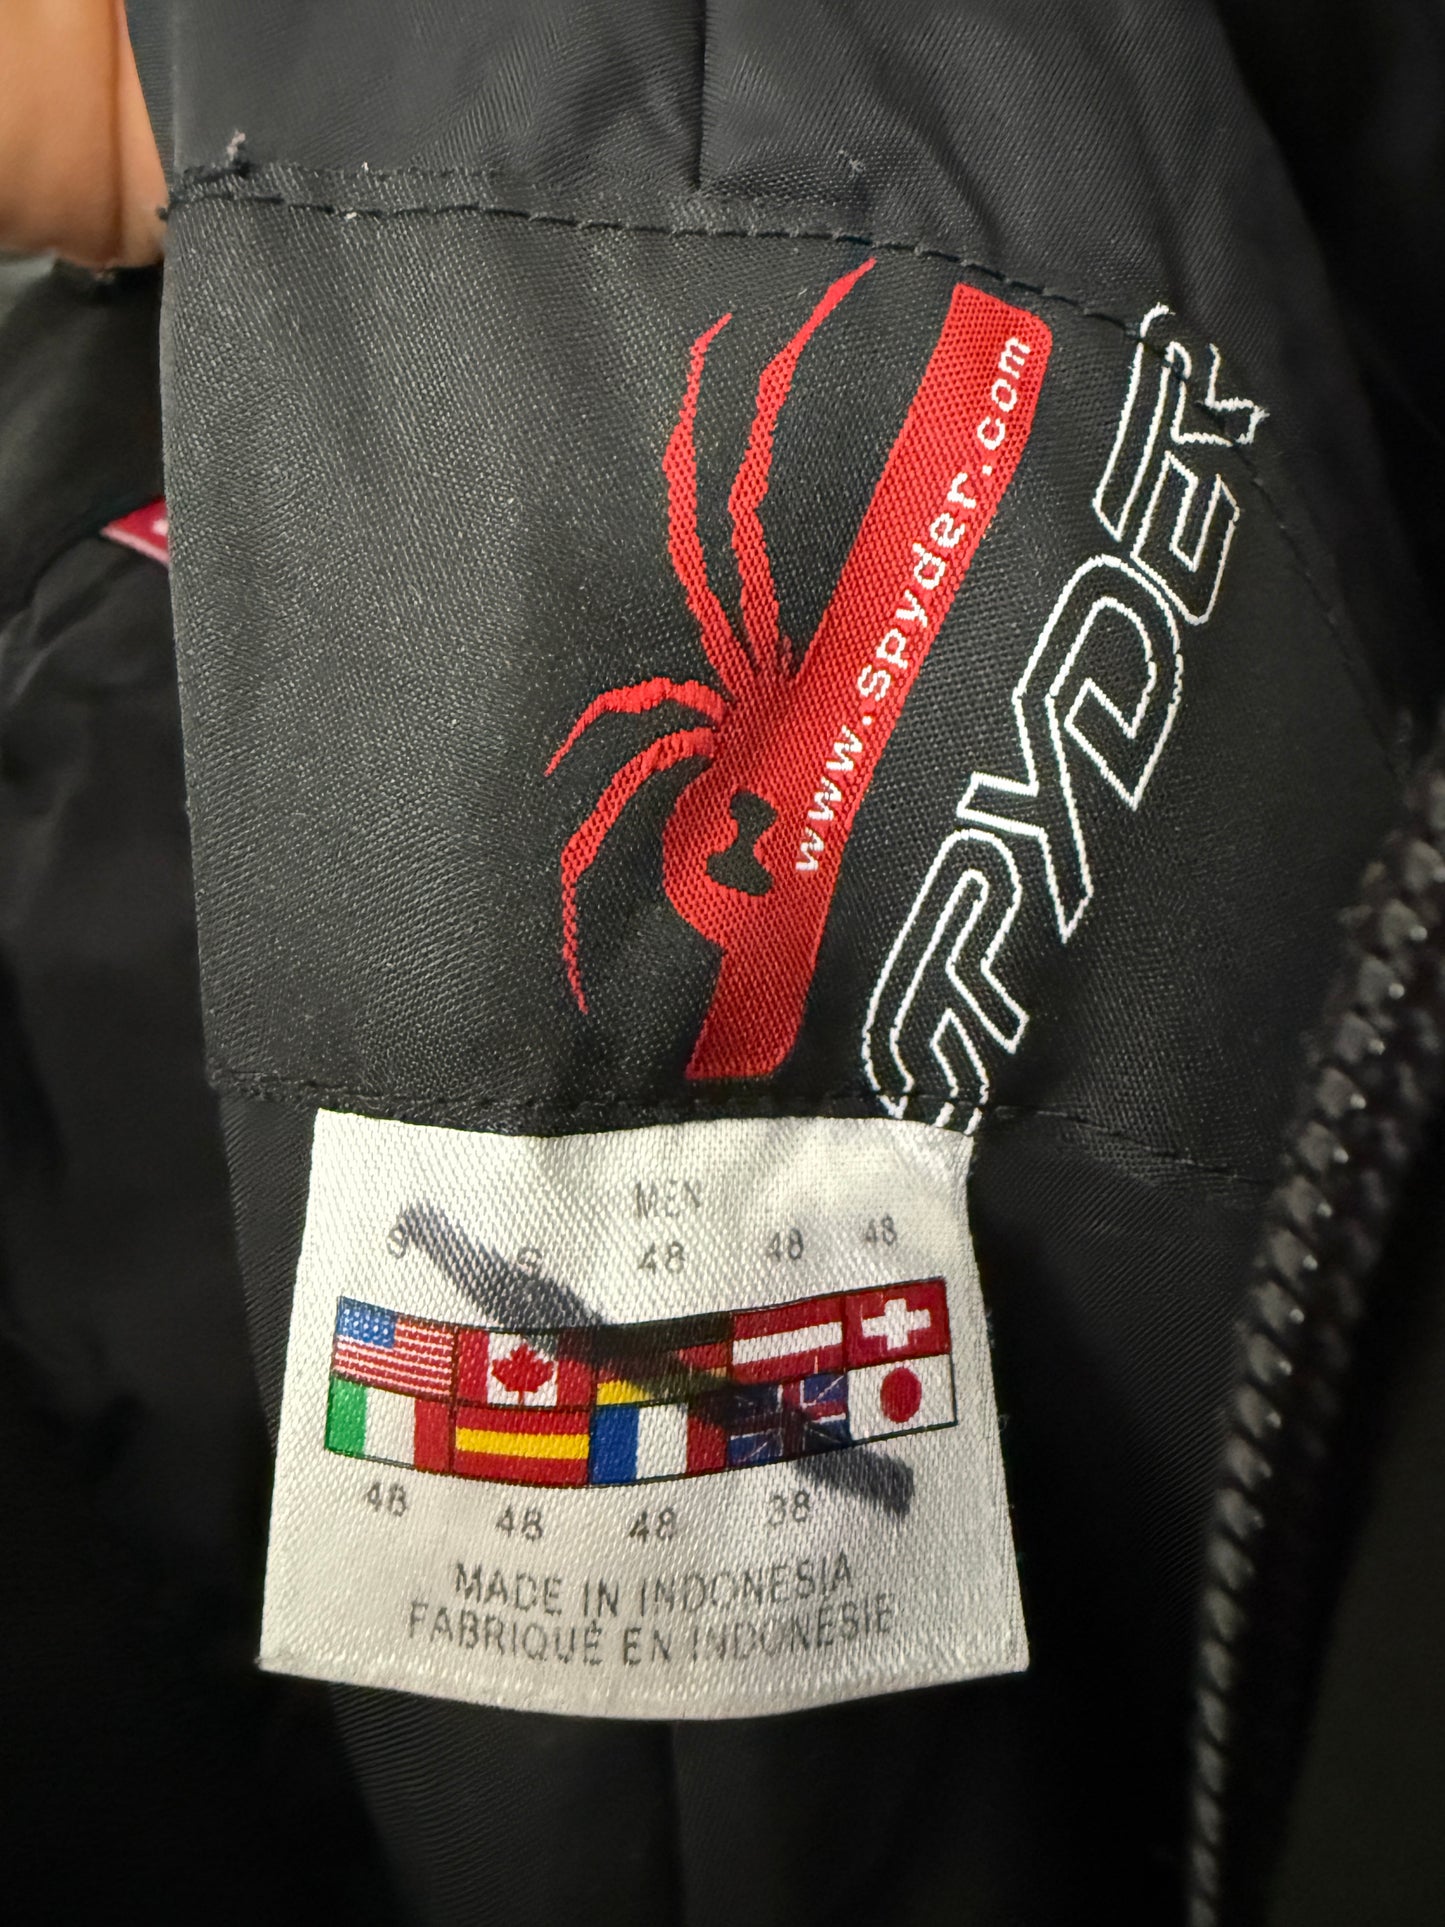 www.spyder.com
SPYDER
MEN
48 48 48
48 48 48 38
MADE IN INDONESIA
FABRIQUÉ EN INDONÉSIE